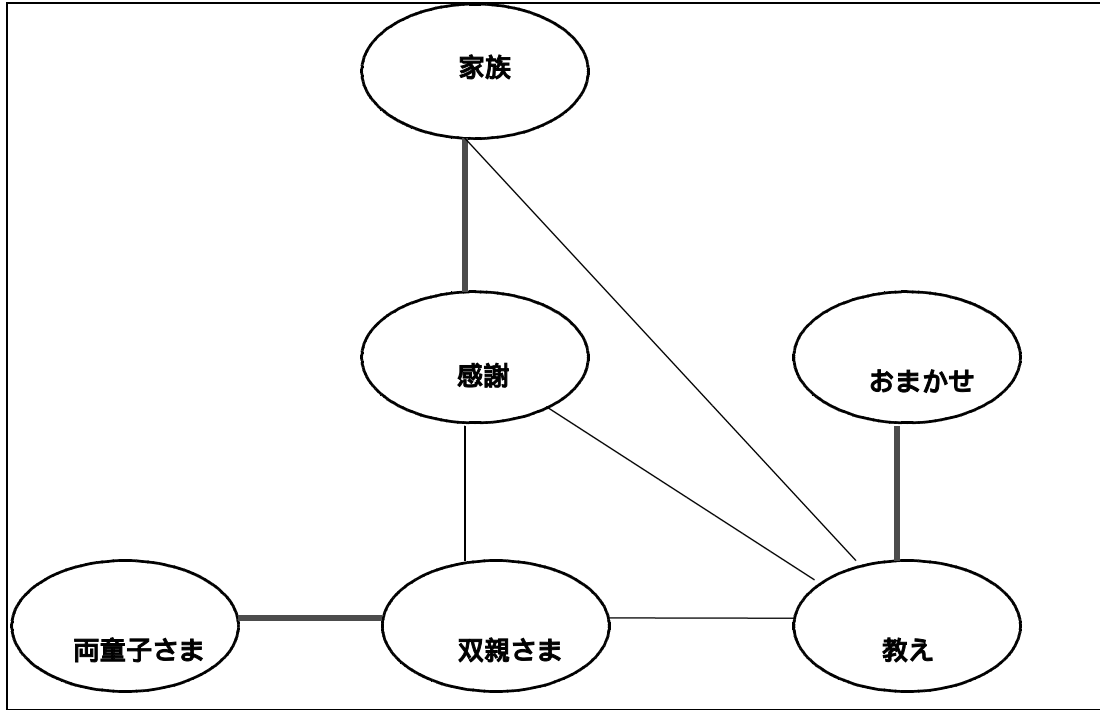 家族
感謝
おまかせ
両童子さま
双親さま
教え